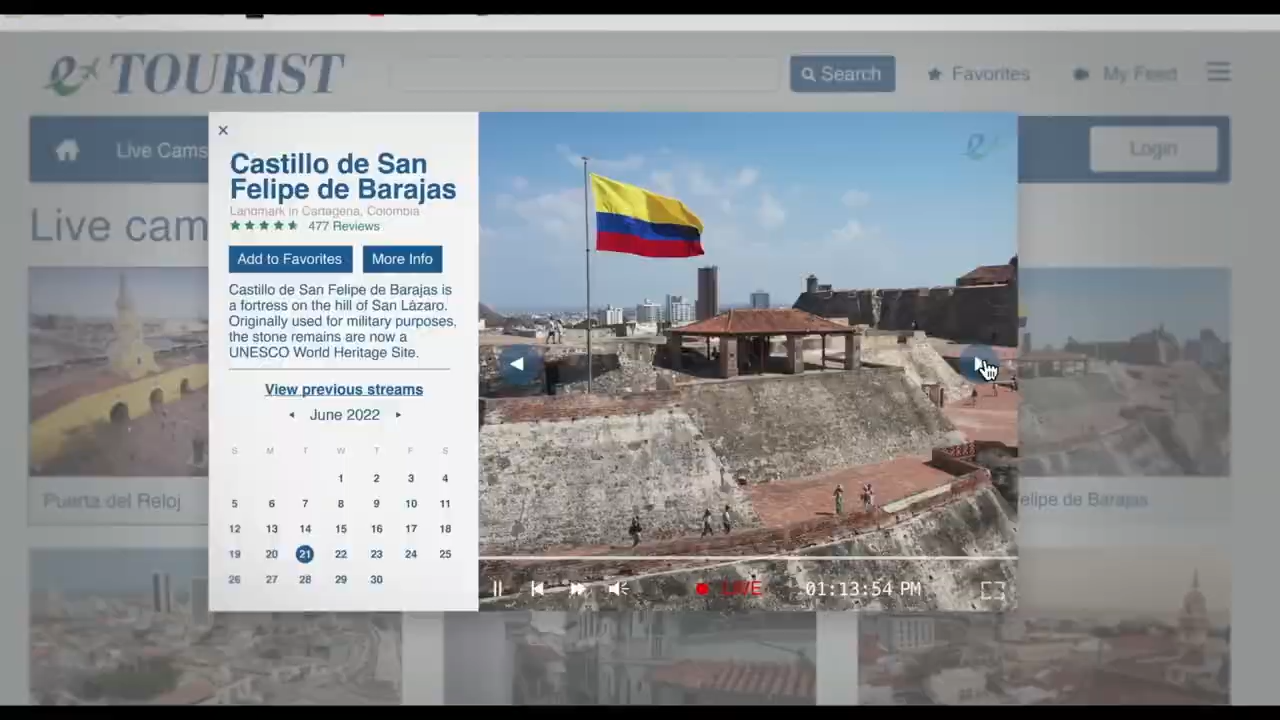 e TOURIST
Search
Favorites
My Feed
Live Cams
Login
Live cam
Puerta del Reloj
elipe de Barajas
×
Castillo de San
Felipe de Barajas
Landmark in Cartagena, Colombia
477 Reviews
Add to Favorites
More Info
Castillo de San Felipe de Barajas is
a fortress on the hill of San Lázaro.
Originally used for military purposes,
the stone remains are now a
UNESCO World Heritage Site.
View previous streams
June 2022
S M T W T F S
1 2 3 4
5 6 7 8 9 10 11
12 13 14 15 16 17 18
19 20 21 22 23 24 25
26 27 28 29 30
e
LIVE
01:13:54 PM